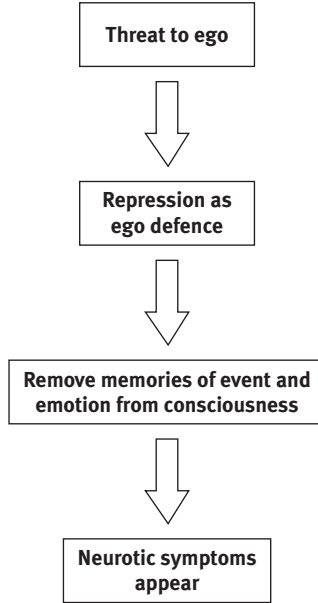 Threat to ego
Repression as
ego defence
Remove memories of event and
emotion from consciousness
Neurotic symptoms
appear